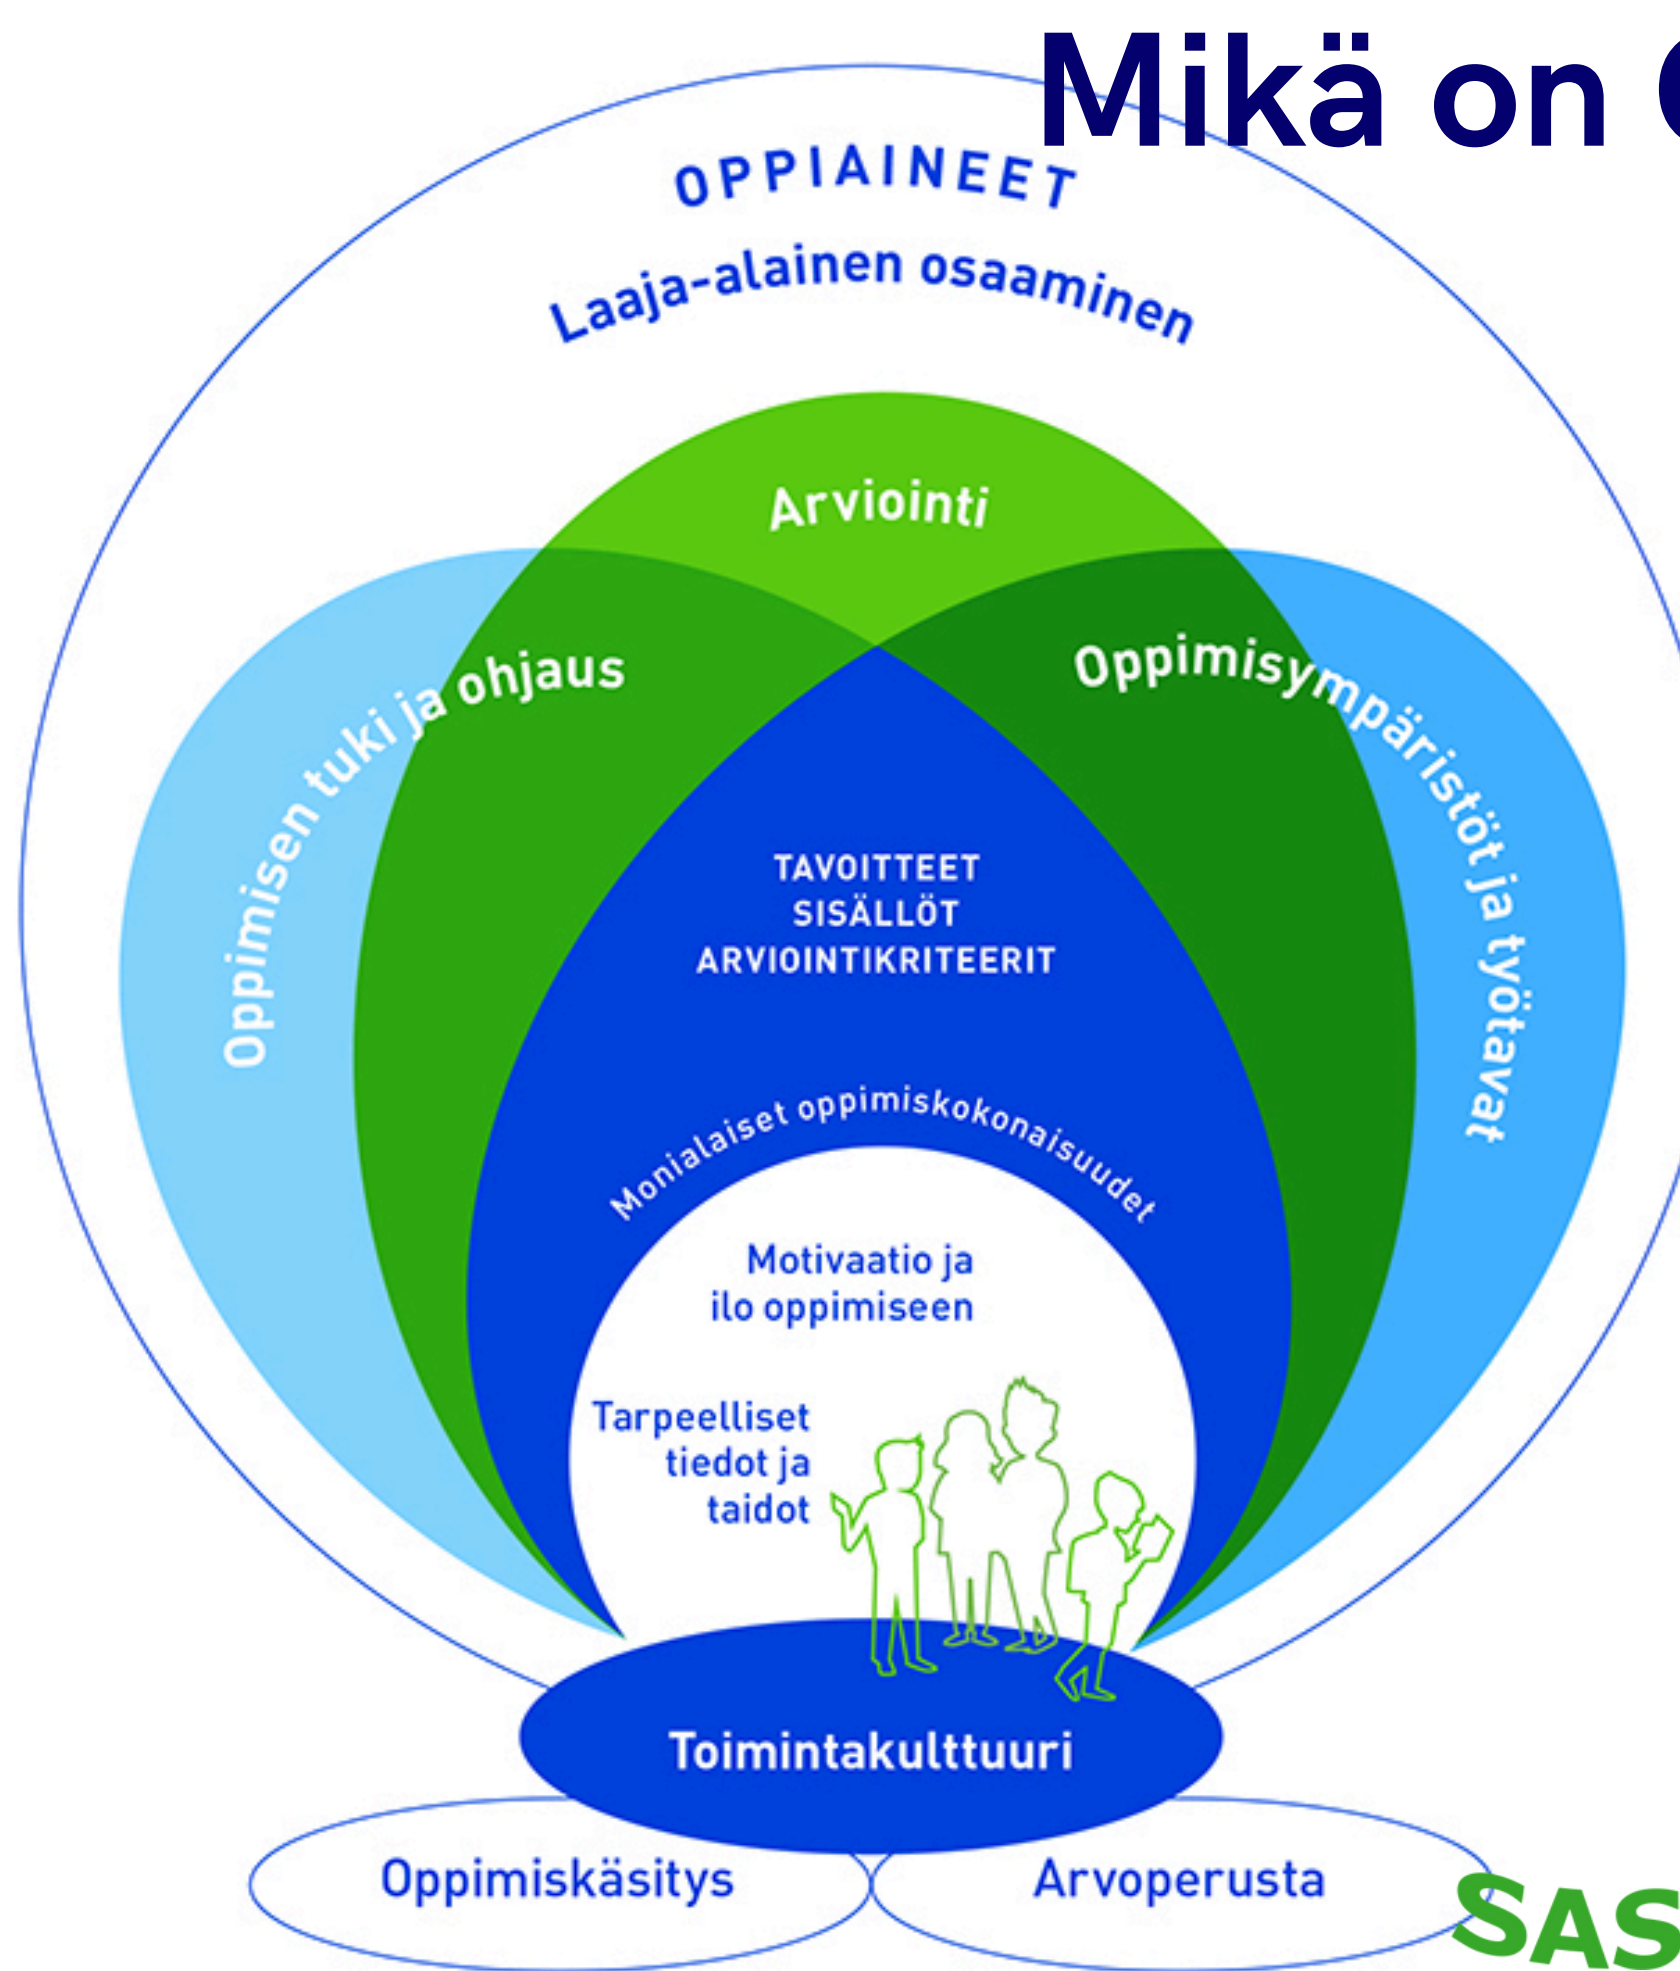 Mikä on
OPPIAINEET
Laaja-alainen osaaminen
Arviointi
Oppimisen tuki ja ohjaus
Oppimisympäristöt ja työtavat
TAVOITTEET
SISÄLLÖT
ARVIOINTIKRITEERIT
Monialaiset oppimiskokonaisuudet
Motivaatio ja
ilo oppimiseen
Tarpeelliset
tiedot ja
taidot
Toimintakulttuuri
Oppimiskäsitys
Arvoperusta
SAS